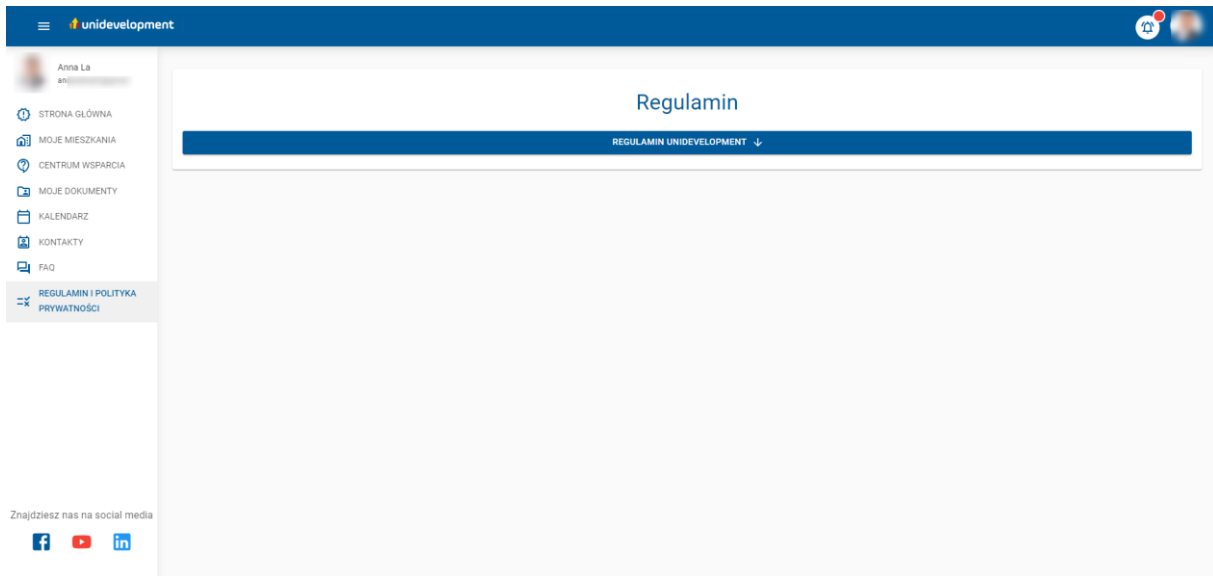 unidevelopment
Anna La
an
STRONA GŁÓWNA
MOJE MIESZKANIA
CENTRUM WSPARCIA
MOJE DOKUMENTY
KALENDARZ
KONTAKTY
FAQ
REGULAMIN I POLITYKA
PRYWATNOŚCI
Znajdziesz nas na social media
Regulamin
REGULAMIN UNIDEVELOPMENT